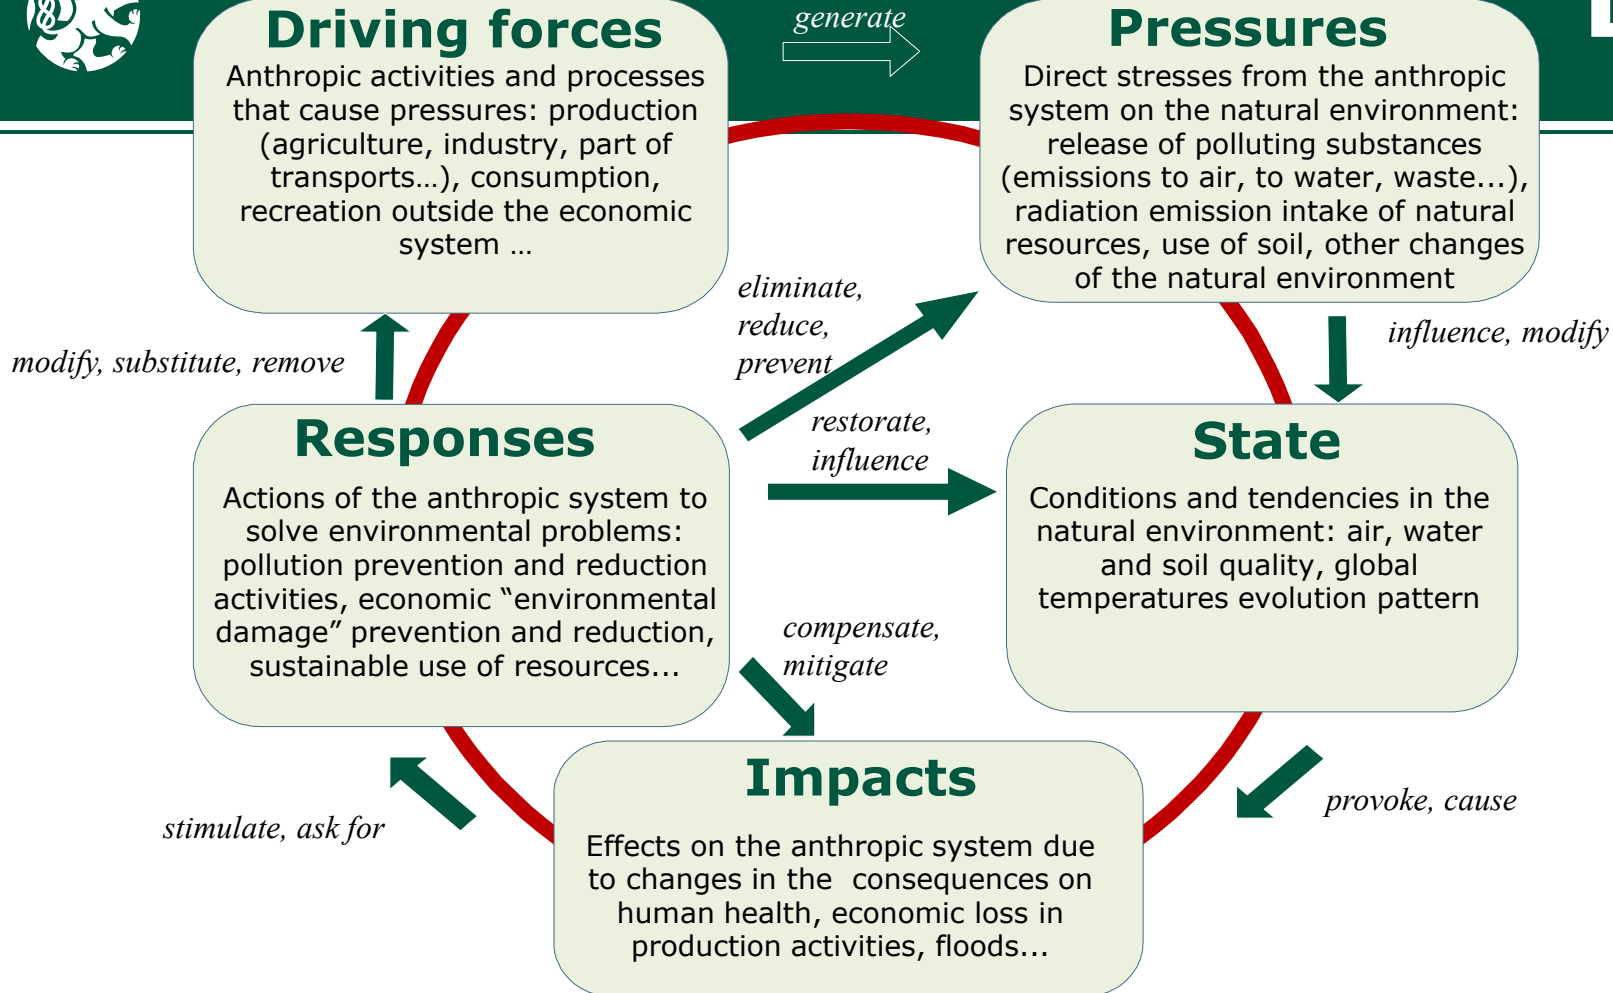 Driving forces
Anthropic activities and processes
that cause pressures: production
(agriculture, industry, part of
transports…), consumption,
recreation outside the economic
system …
generate
Pressures
Direct stresses from the anthropic
system on the natural environment:
release of polluting substances
(emissions to air, to water, waste...),
radiation emission intake of natural
resources, use of soil, other changes
of the natural environment
modify, substitute, remove
eliminate,
reduce,
prevent
influence, modify
Responses
Actions of the anthropic system to
solve environmental problems:
pollution prevention and reduction
activities, economic “environmental
damage” prevention and reduction,
sustainable use of resources...
restorate,
influence
State
Conditions and tendencies in the
natural environment: air, water
and soil quality, global
temperatures evolution pattern
compensate,
mitigate
stimulate, ask for
provoke, cause
Impacts
Effects on the anthropic system due
to changes in the  consequences on
human health, economic loss in
production activities, floods...